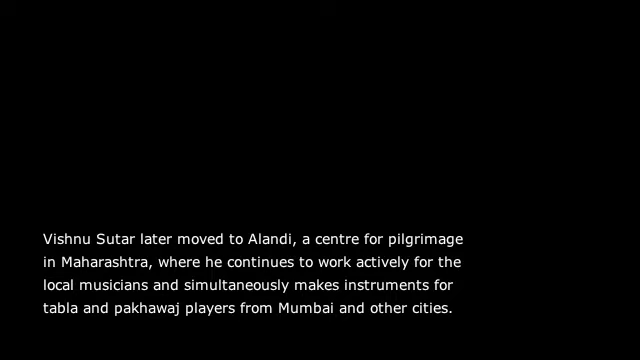 Vishnu Sutar later moved to Alandi, a centre for pilgrimage
in Maharashtra, where he continues to work actively for the
local musicians and simultaneously makes instruments for
tabla and pakhawaj players from Mumbai and other cities.